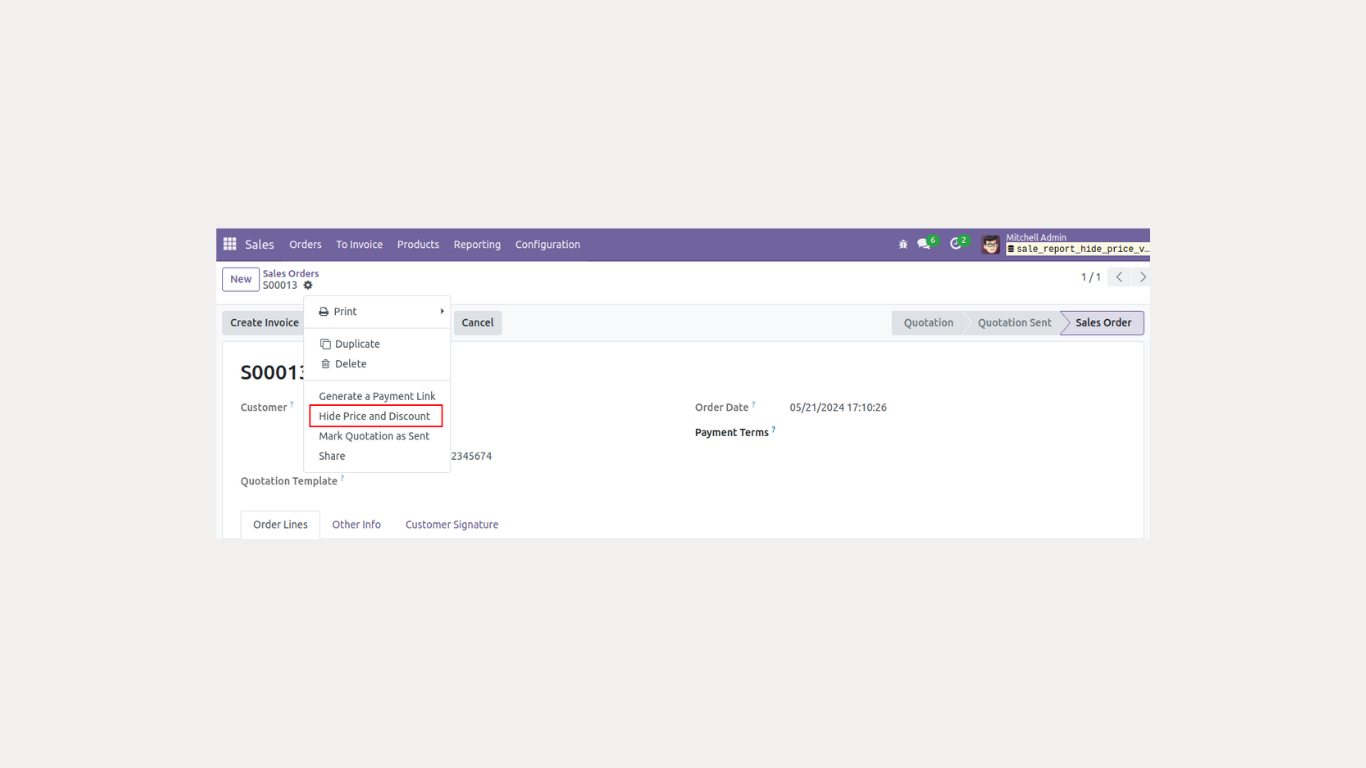 Sales Orders To Invoice Products Reporting Configuration 6 2 Mitchell Admin
sale_report_hide_price_v...
New Sales Orders
S00013 1 / 1
Print
Create Invoice Cancel Quotation Quotation Sent Sales Order
Duplicate
Delete
S00013
Generate a Payment Link
Customer ? Order Date ? 05/21/2024 17:10:26
Hide Price and Discount
Payment Terms ?
Mark Quotation as Sent
Share 2345674
Quotation Template ?
Order Lines Other Info Customer Signature